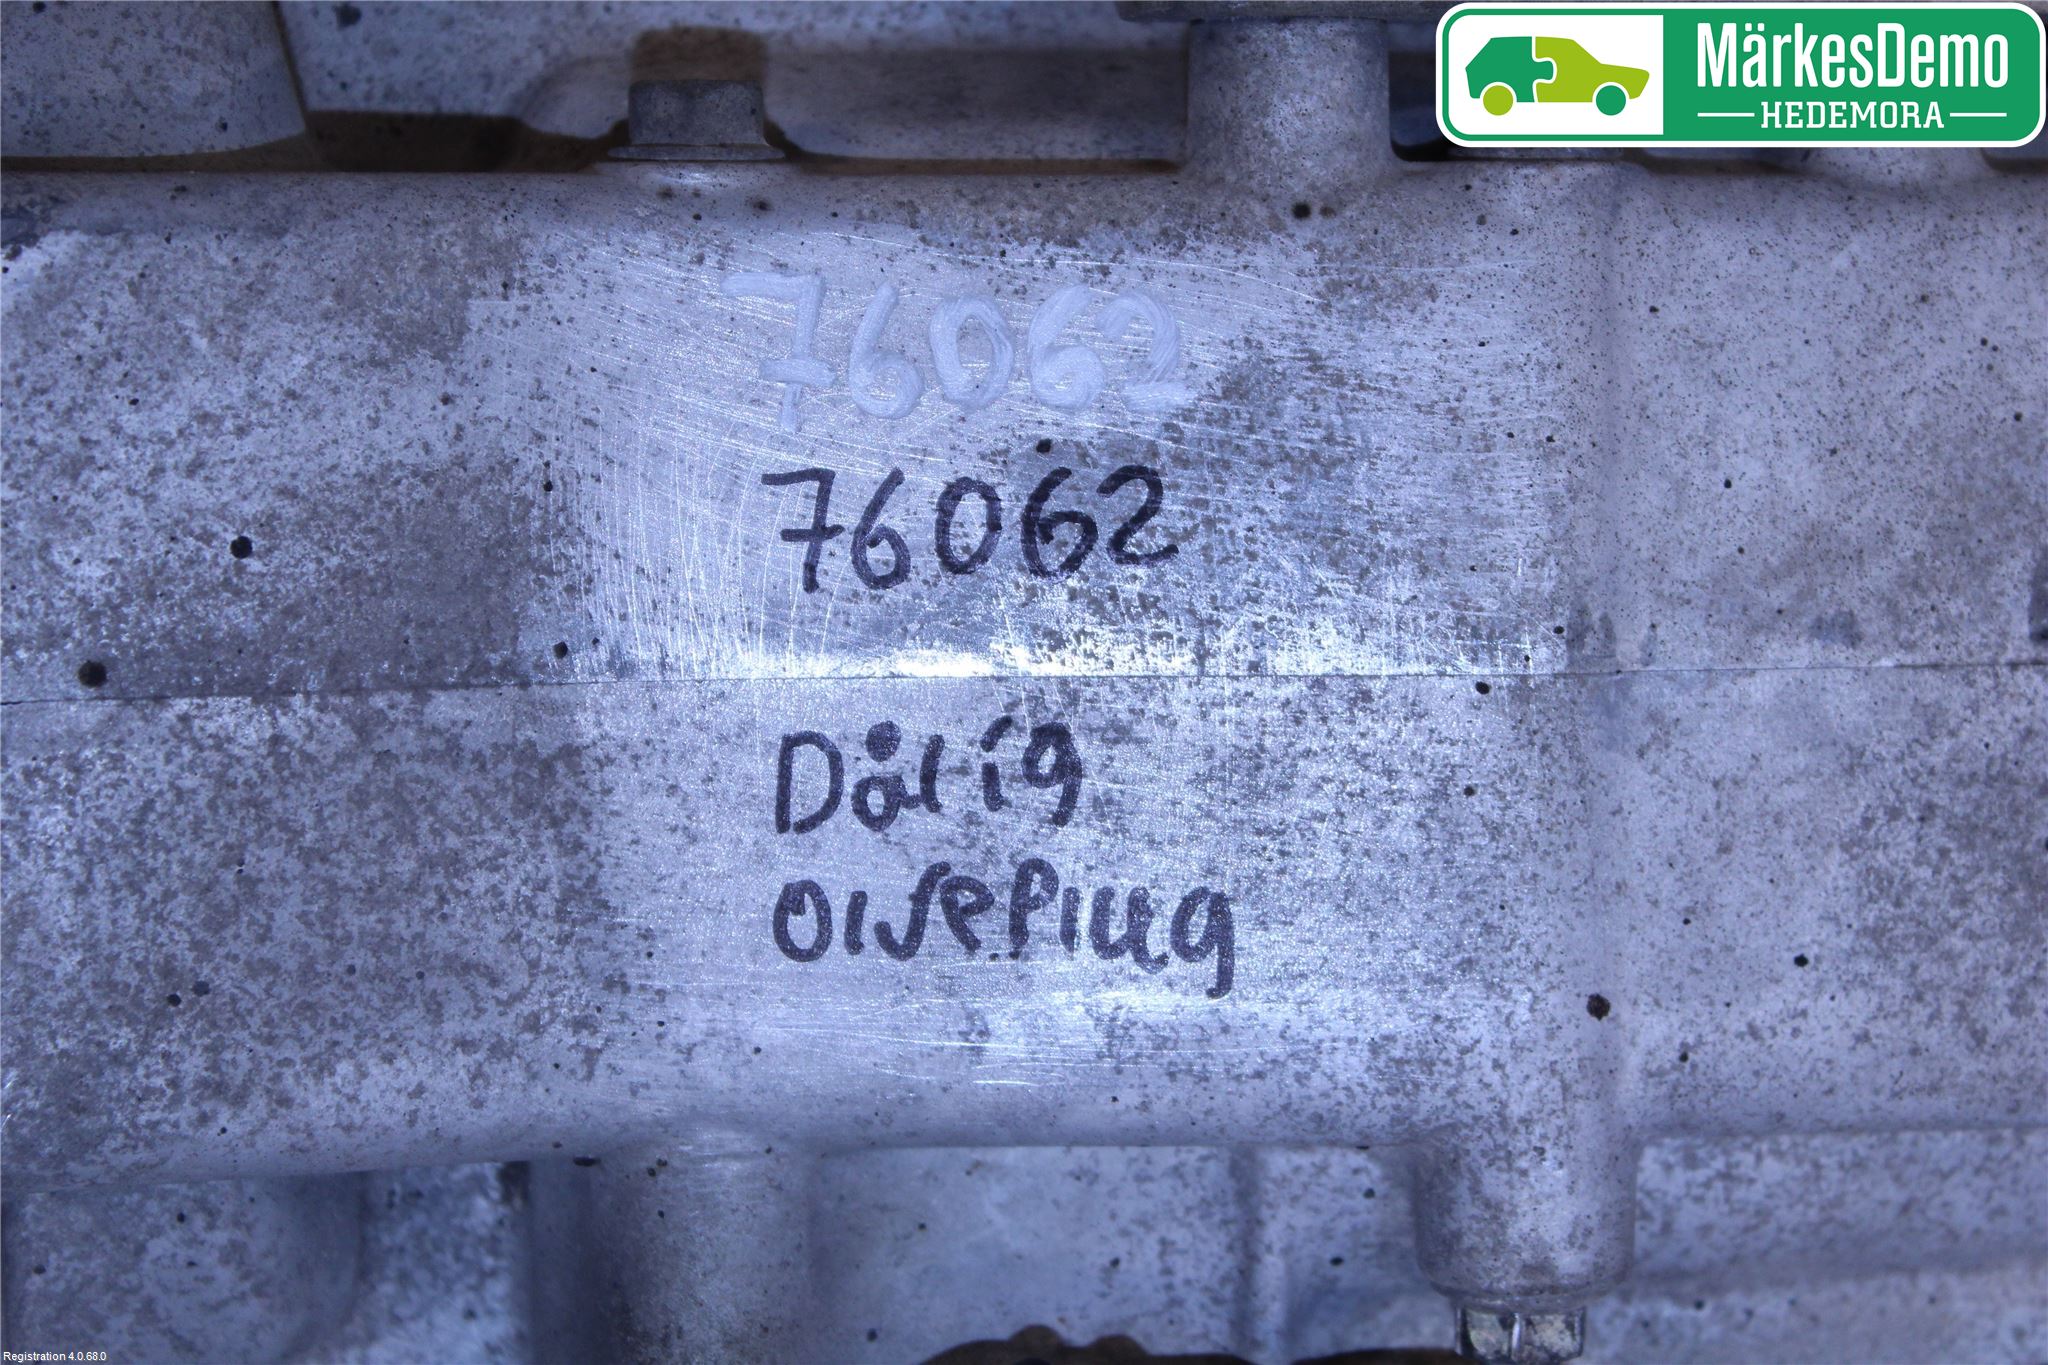 MärkesDemo
HEDEMORA
76062
76062
Dålig
oljeplug
Registration 4.0.68.0